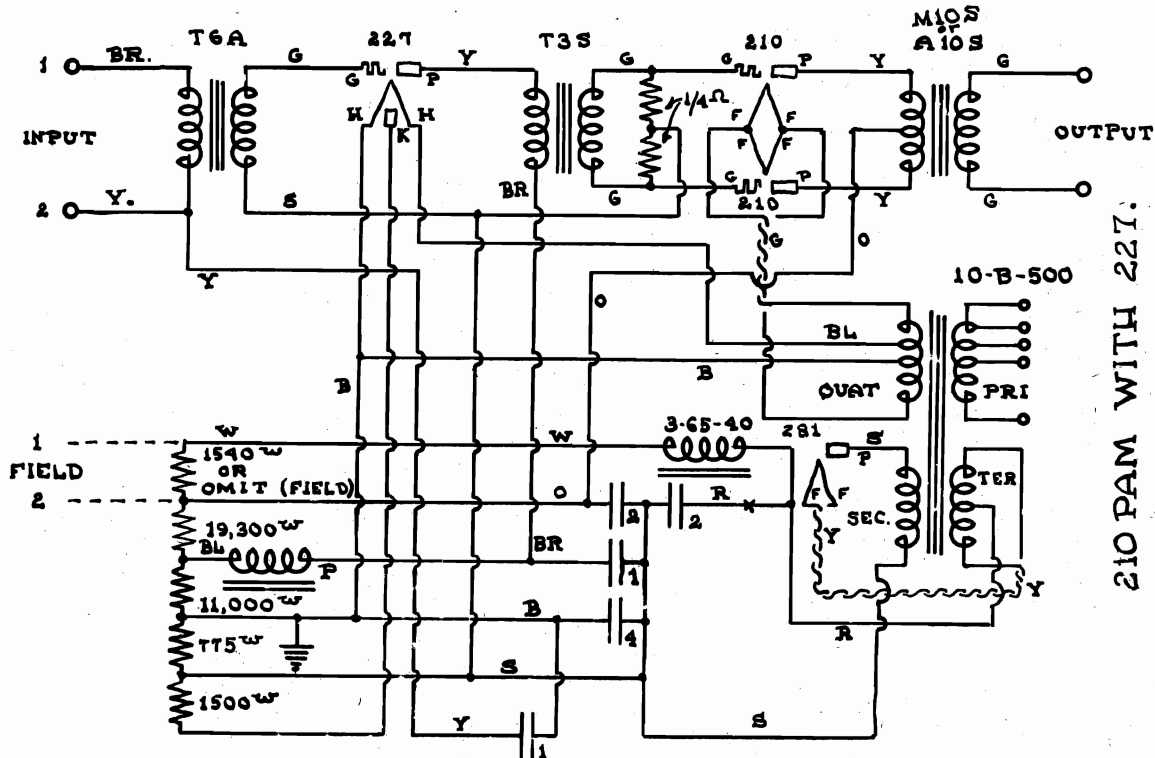 T6A
227
T3S
210
M10S
or
A10S
1
BR.
G
G
P
Y
G
G
P
Y
G
INPUT
H
H
K
1/4Ω
F
F
F
F
OUTPUT
2
Y.
S
BR
G
G
210
P
Y
G
Y
O
G
O
10-B-500
BL
B
B
QUAT
PRI
1
FIELD
2
W
1540 ω
OR
OMIT (FIELD)
W
3-65-40
281
S
P
O
2
R
2
F
F
SEC.
TER
19,300 ω
BL
P
BR
1
Y
Y
11,000 ω
B
4
R
775 ω
S
1500 ω
Y
1
S
210 PAM WITH 227.